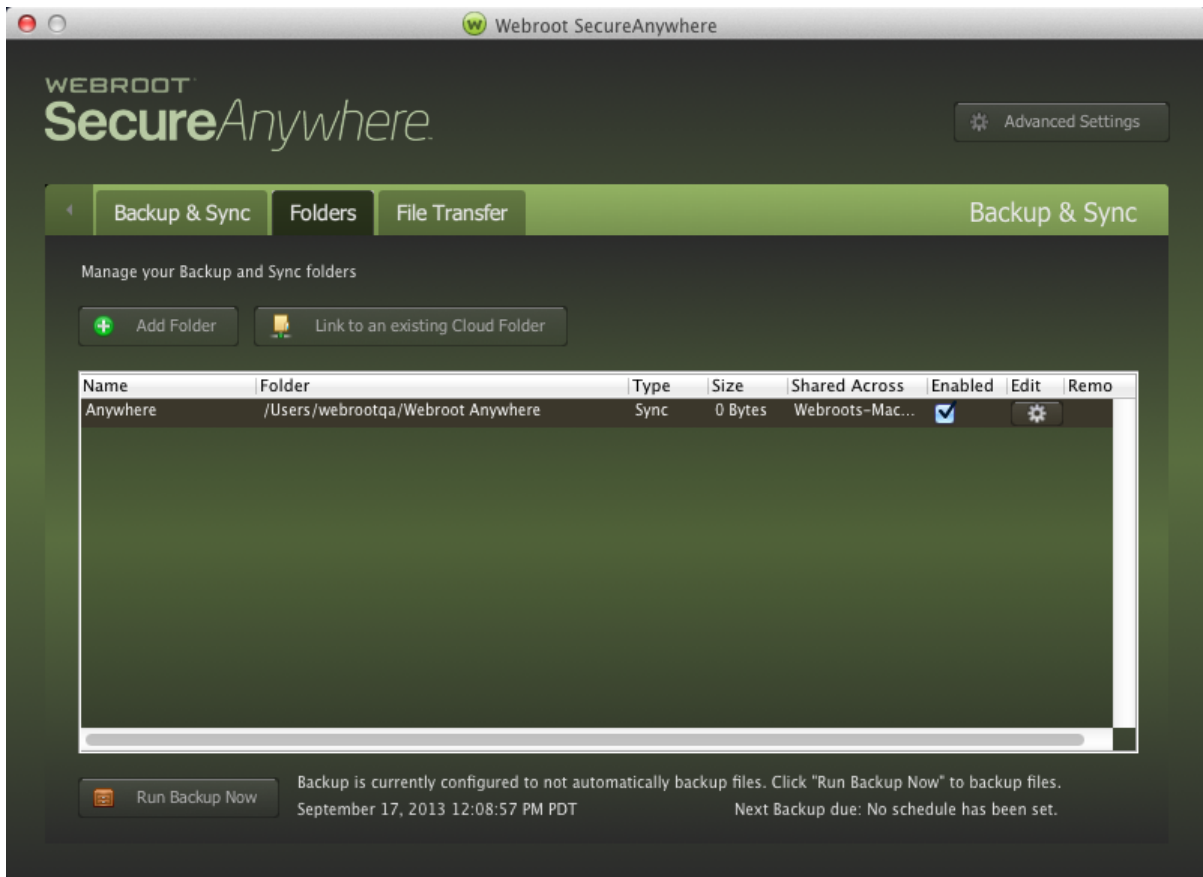 Webroot SecureAnywhere
WEBROOT
SecureAnywhere
Advanced Settings
Backup & Sync Folders File Transfer Backup & Sync
Manage your Backup and Sync folders
Add Folder Link to an existing Cloud Folder
Name Folder Type Size Shared Across Enabled Edit Remo
Anywhere /Users/webrootqa/Webroot Anywhere Sync 0 Bytes Webroots-Mac...
Run Backup Now
Backup is currently configured to not automatically backup files. Click "Run Backup Now" to backup files.
September 17, 2013 12:08:57 PM PDT Next Backup due: No schedule has been set.